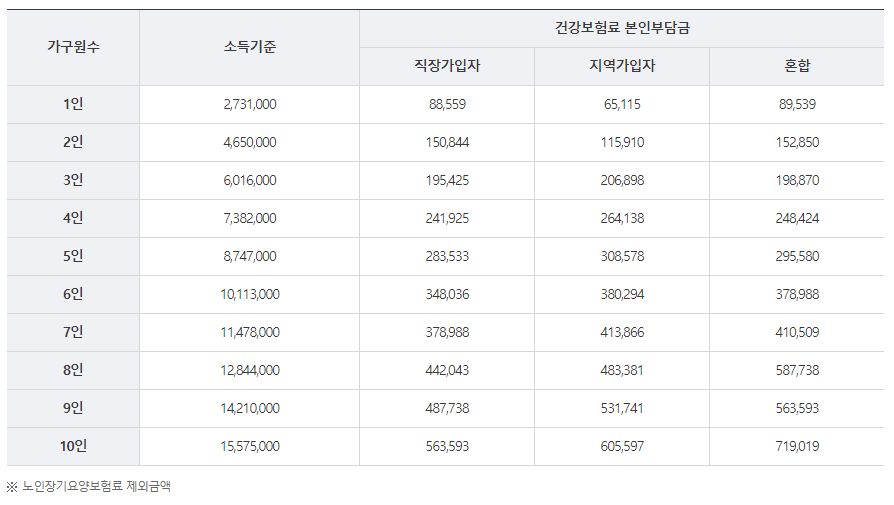 가구원수 소득기준 건강보험료 본인부담금
직장가입자 지역가입자 혼합
1인 2,731,000 88,559 65,115 89,539
2인 4,650,000 150,844 115,910 152,850
3인 6,016,000 195,425 206,898 198,870
4인 7,382,000 241,925 264,138 248,424
5인 8,747,000 283,533 308,578 295,580
6인 10,113,000 348,036 380,294 378,988
7인 11,478,000 378,988 413,866 410,509
8인 12,844,000 442,043 483,381 587,738
9인 14,210,000 487,738 531,741 563,593
10인 15,575,000 563,593 605,597 719,019
※ 노인장기요양보험료 제외금액